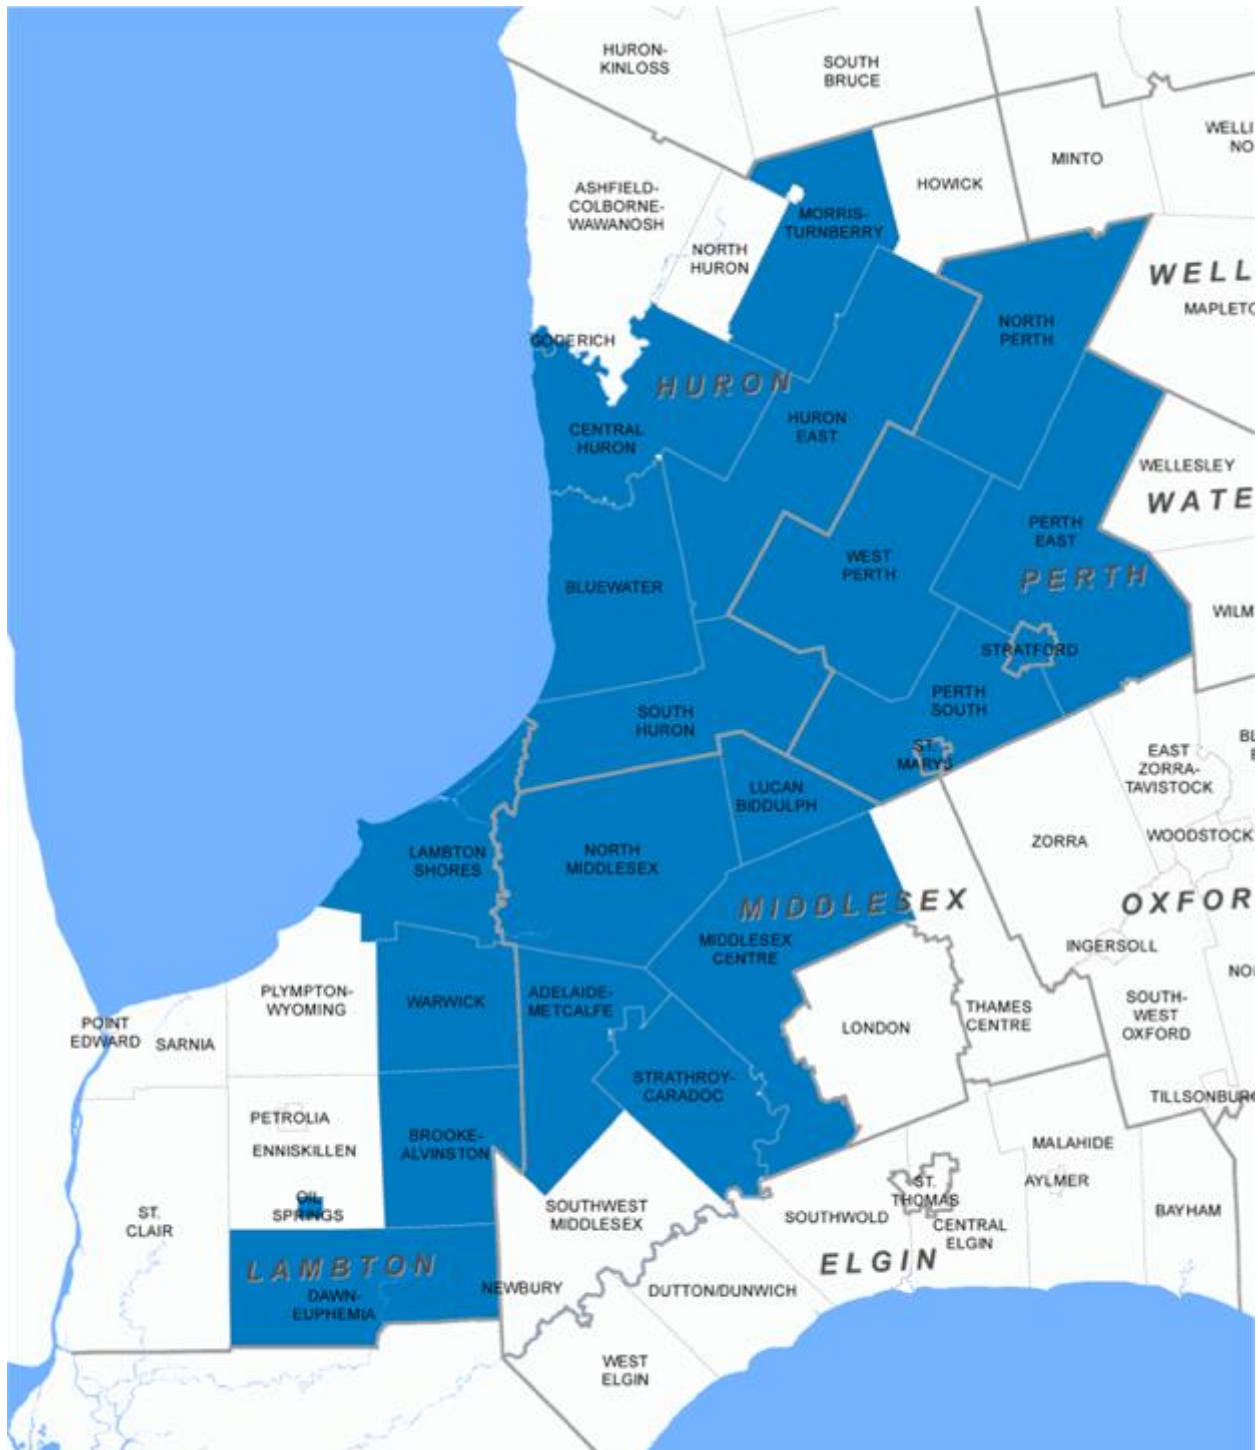 HURON-
KINLOSS
SOUTH
BRUCE
WELLI
NO
MINTO
HOWICK
ASHFIELD-
COLBORNE-
WAWANOSH
MORRIS-
TURNBERRY
NORTH
HURON
WELL
MAPLETO
NORTH
PERTH
GODERICH
HURON
HURON
EAST
CENTRAL
HURON
WELLESLEY
WATE
PERTH
EAST
WEST
PERTH
PERTH
BLUEWATER
WILM
STRATFORD
PERTH
SOUTH
SOUTH
HURON
ST.
MARYS
EAST
ZORRA-
TAVISTOCK
BL
LUCAN
BIDDULPH
WOODSTOCK
ZORRA
LAMBTON
SHORES
NORTH
MIDDLESEX
MIDDLESEX
OXFOR
MIDDLESEX
CENTRE
INGERSOLL
NO
PLYMPTON-
WYOMING
WARWICK
ADELAIDE-
METCALFE
SOUTH-
WEST
OXFORD
THAMES
CENTRE
LONDON
POINT
EDWARD
SARNIA
STRATHROY-
CARADOC
TILLSONBURG
PETROLIA
ENNISKILLEN
BROOKE-
ALVINSTON
MALAHIDE
AYLMER
OIL
SPRINGS
ST.
THOMAS
ST.
CLAIR
SOUTHWEST
MIDDLESEX
SOUTHWOLD
CENTRAL
ELGIN
BAYHAM
LAMBTON
ELGIN
NEWBURY
DUTTON/DUNWICH
DAWN-
EUPHEMIA
WEST
ELGIN